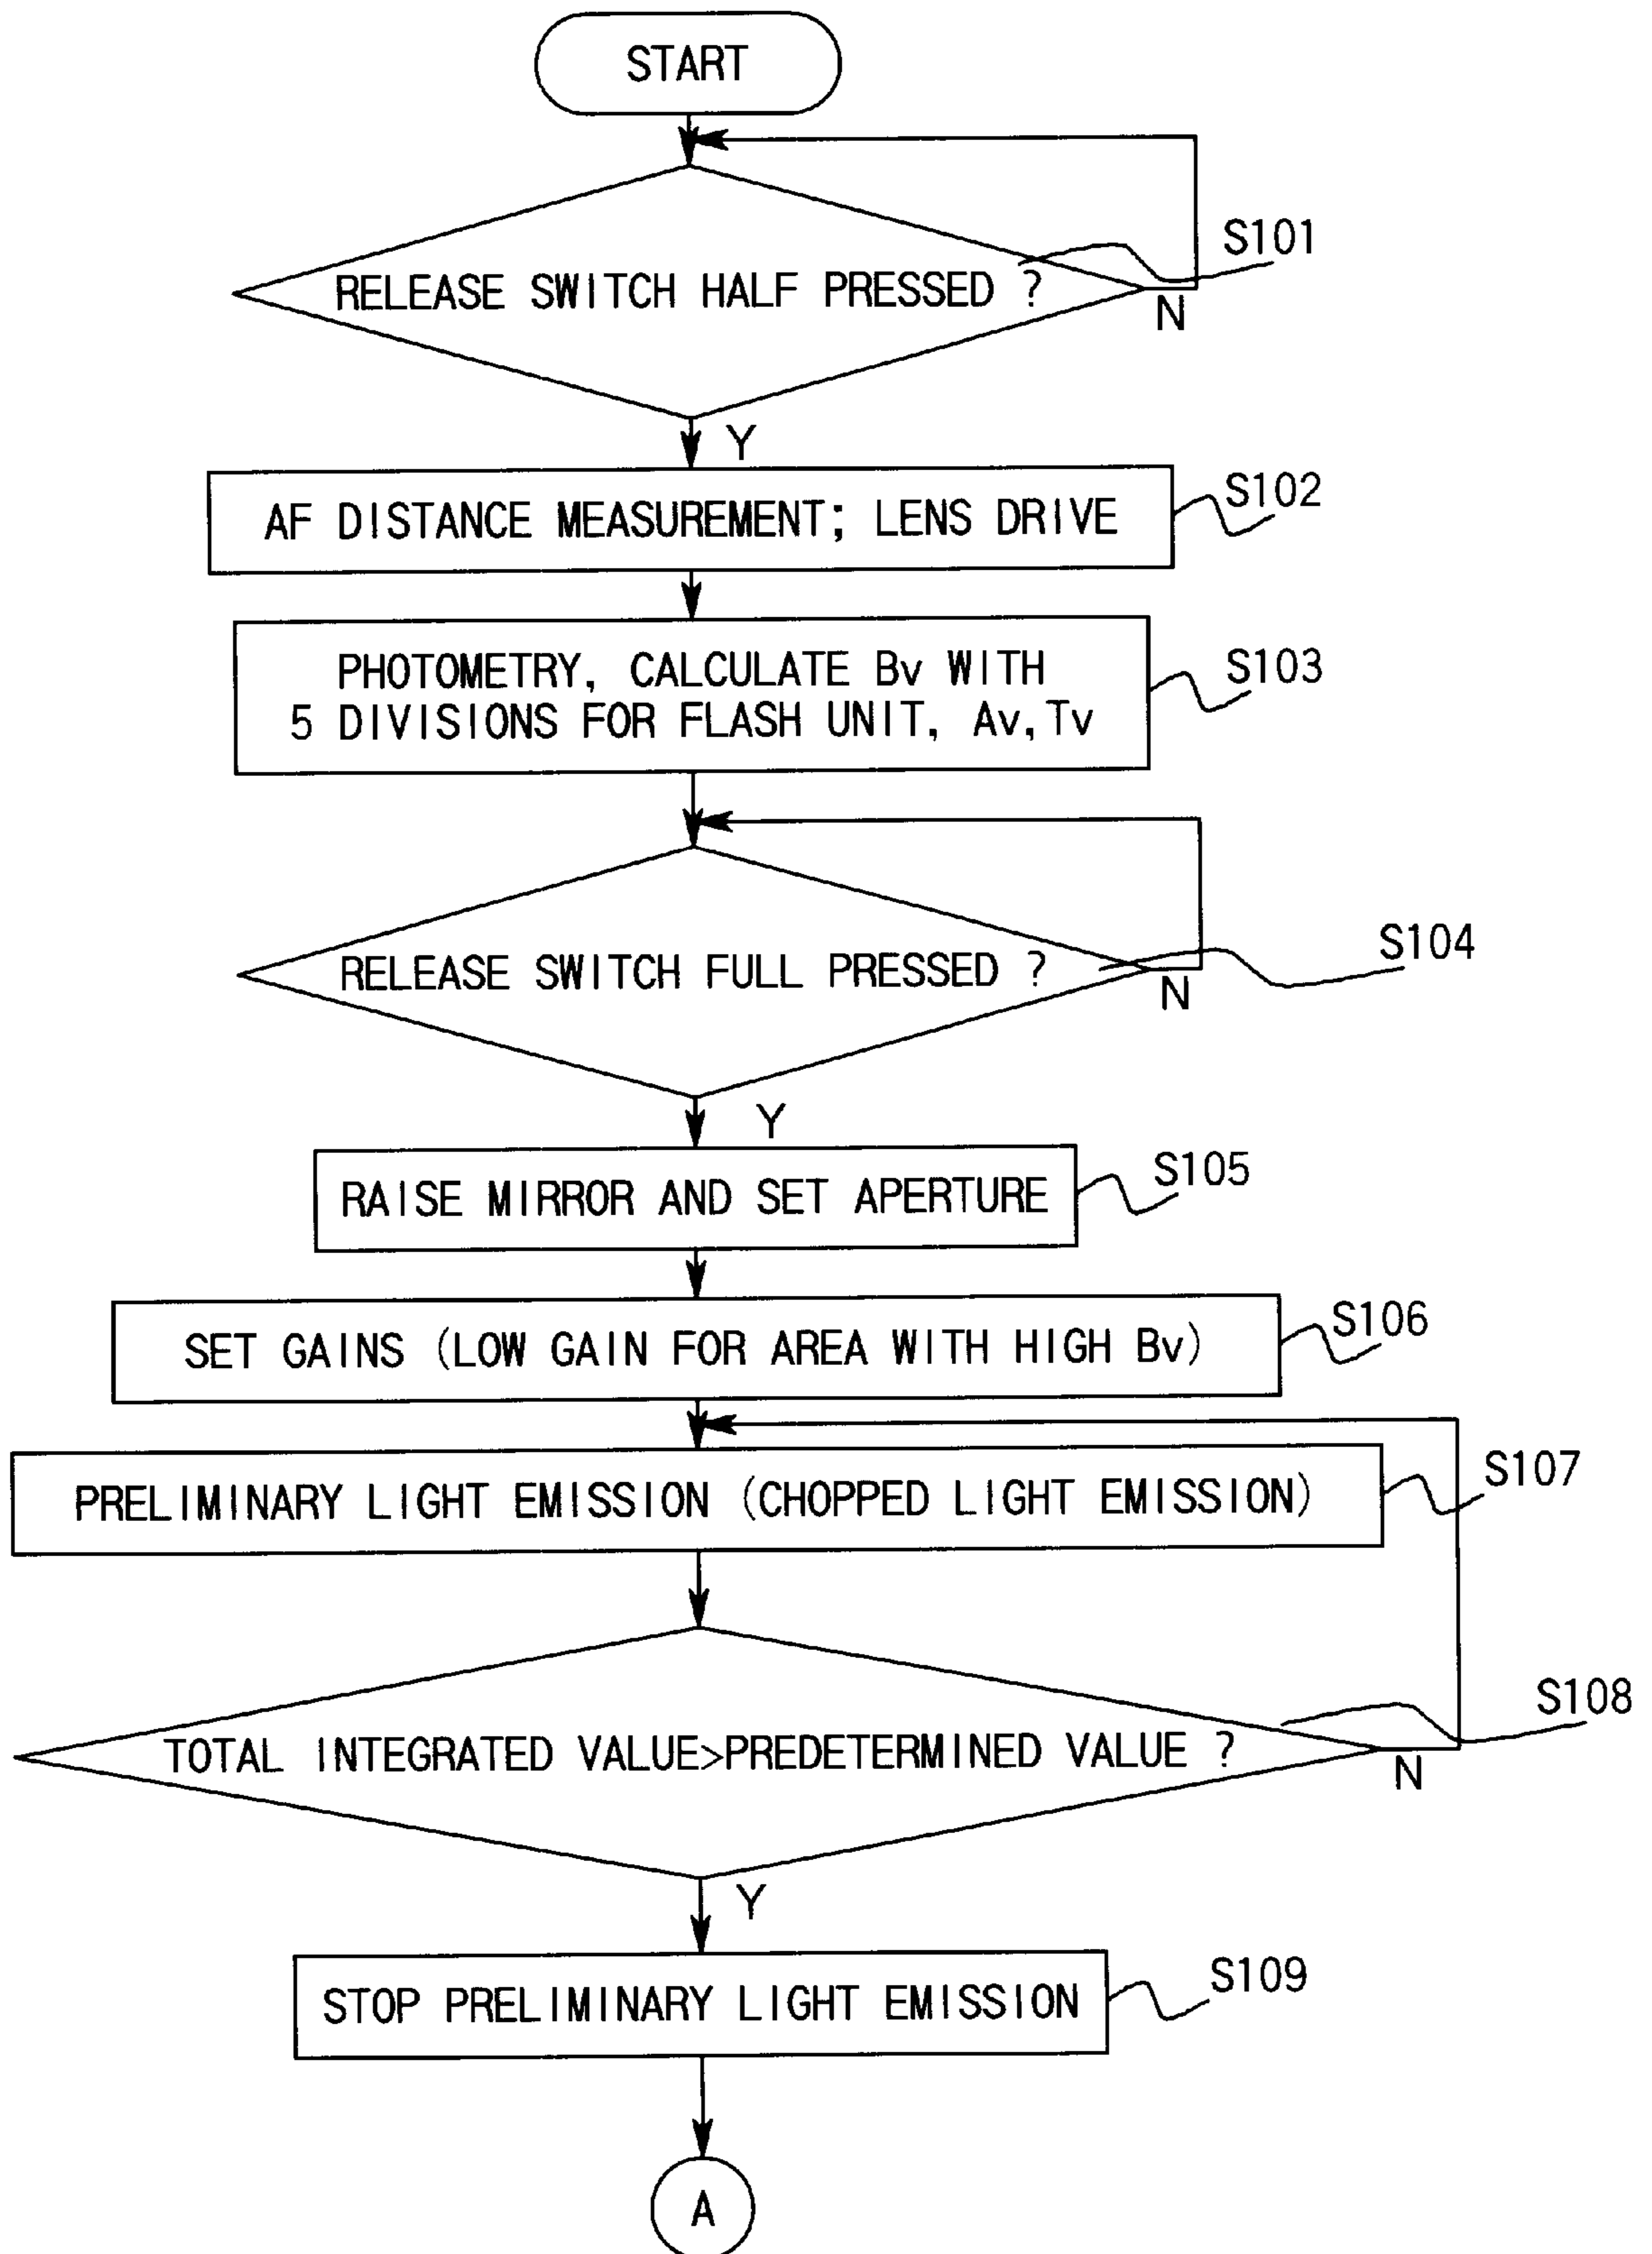 START
S101
RELEASE SWITCH HALF PRESSED ?
N
Y
S102
AF DISTANCE MEASUREMENT; LENS DRIVE
S103
PHOTOMETRY, CALCULATE Bv WITH
5 DIVISIONS FOR FLASH UNIT, Av, Tv
S104
RELEASE SWITCH FULL PRESSED ?
N
Y
S105
RAISE MIRROR AND SET APERTURE
S106
SET GAINS (LOW GAIN FOR AREA WITH HIGH Bv)
S107
PRELIMINARY LIGHT EMISSION (CHOPPED LIGHT EMISSION)
S108
TOTAL INTEGRATED VALUE>PREDETERMINED VALUE ?
N
Y
S109
STOP PRELIMINARY LIGHT EMISSION
A